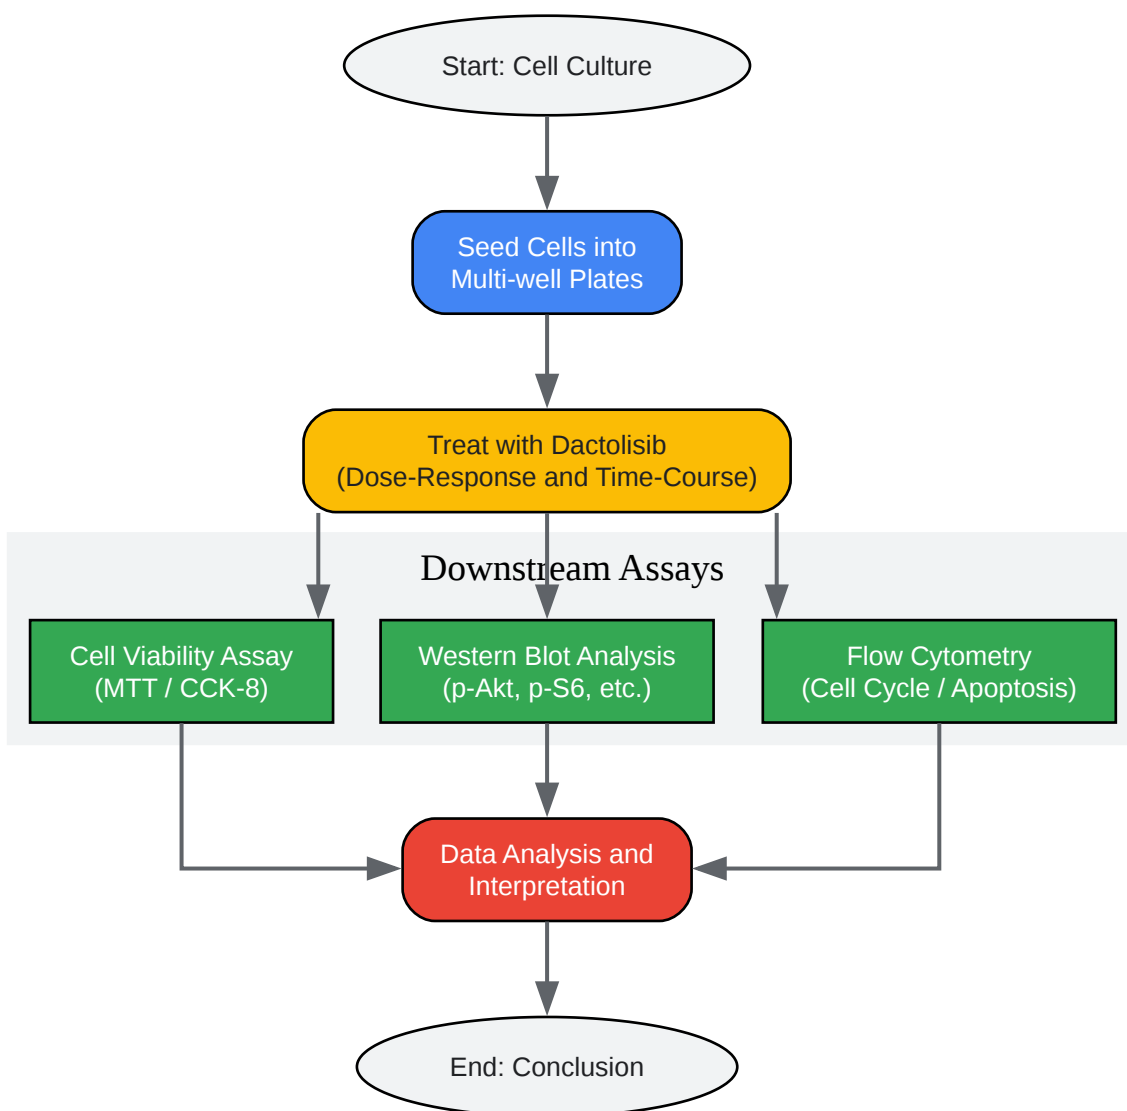 Start: Cell Culture
Seed Cells into
Multi-well Plates
Treat with Dactolisib
(Dose-Response and Time-Course)
Downstream Assays
Cell Viability Assay
(MTT / CCK-8)
Western Blot Analysis
(p-Akt, p-S6, etc.)
Flow Cytometry
(Cell Cycle / Apoptosis)
Data Analysis and
Interpretation
End: Conclusion